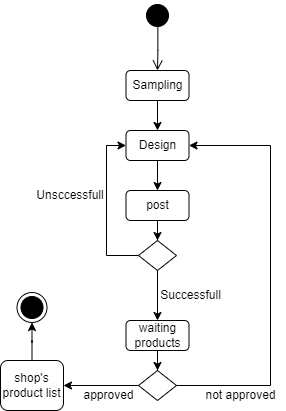 Sampling
Design
Unsccessfull
post
Successfull
waiting
products
shop's
product list
approved
not approved